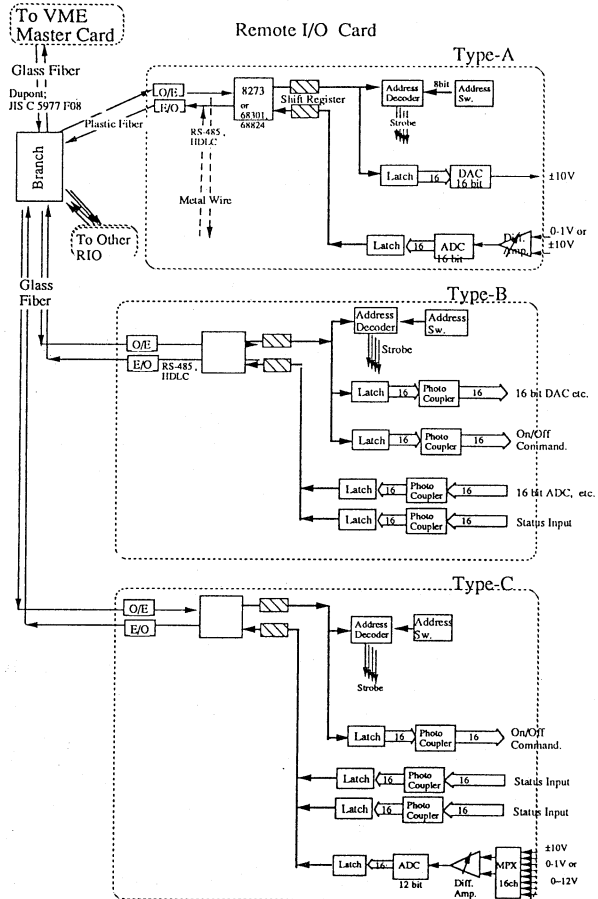 To VME
Master Card
Remote I/O Card
Type-A
Glass Fiber
Dupont;
JIS C 5977 F08
O/E
E/O
Plastic Fiber
8273
or
68301,
68824
Shift Register
RS-485,
HDLC
Metal Wire
Address
Decoder
8bit
Address
Sw.
Strobe
Latch
16
DAC
16 bit
±10V
Latch
16
ADC
16 bit
Diff.
Amp.
0-1V or
±10V
Branch
To Other
RIO
Glass
Fiber
Type-B
O/E
E/O
RS-485,
HDLC
Address
Decoder
Address
Sw.
Strobe
Latch
16
Photo
Coupler
16
16 bit DAC etc.
Latch
16
Photo
Coupler
16
On/Off
Command.
Latch
16
Photo
Coupler
16
16 bit ADC, etc.
Latch
16
Photo
Coupler
16
Status Input
Type-C
O/E
E/O
Address
Decoder
Address
Sw.
Strobe
Latch
16
Photo
Coupler
16
On/Off
Command.
Latch
16
Photo
Coupler
16
Status Input
Latch
16
Photo
Coupler
16
Status Input
Latch
16
ADC
12 bit
Diff.
Amp.
MPX
16ch
±10V
0-1V or
0-12V